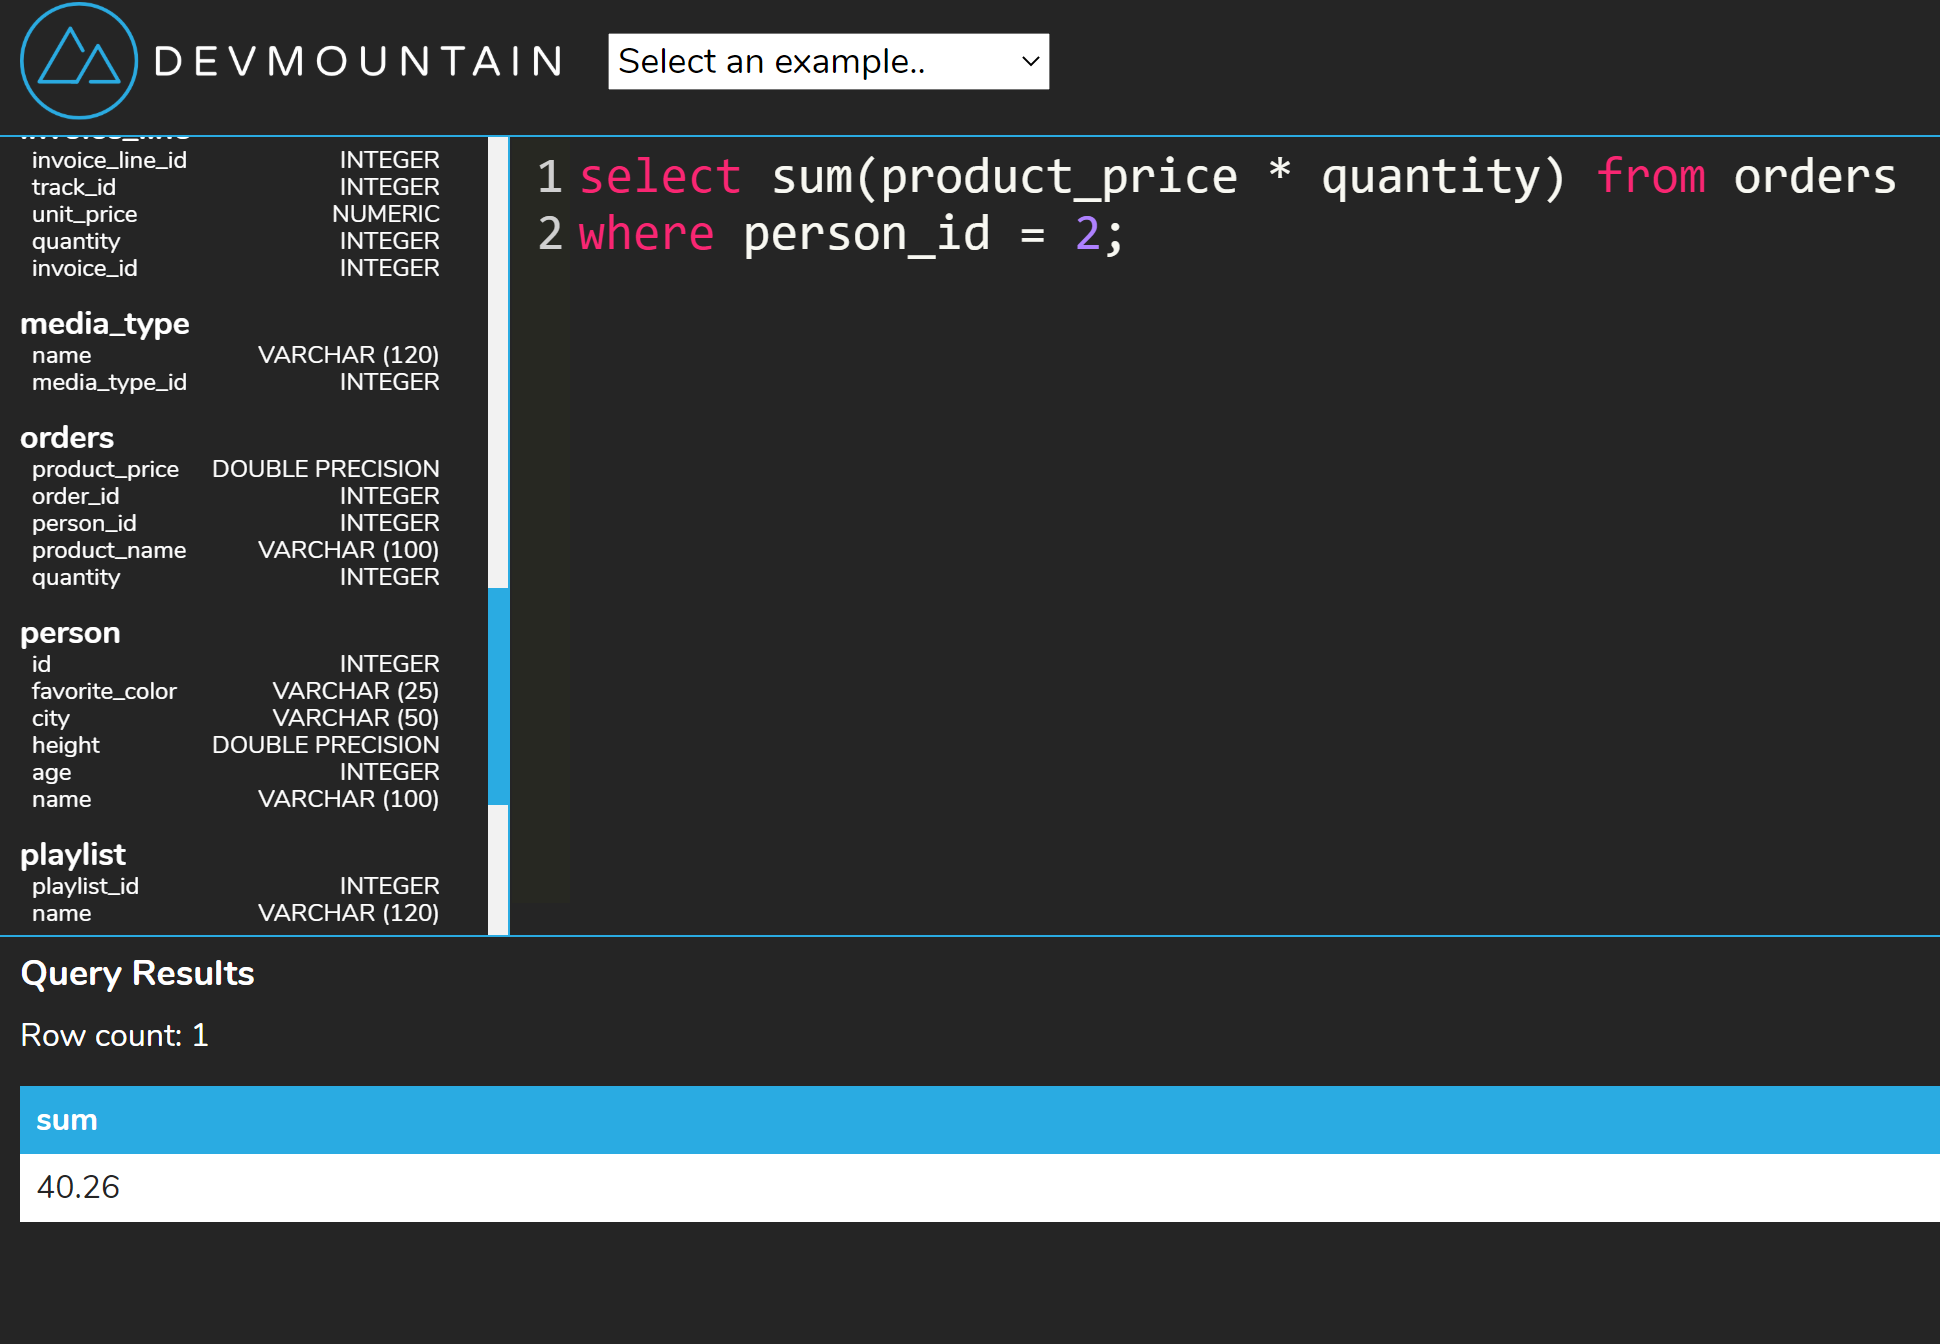 DEVMOUNTAIN
Select an example..
invoice_line_id INTEGER
track_id INTEGER
unit_price NUMERIC
quantity INTEGER
invoice_id INTEGER
media_type
name VARCHAR (120)
media_type_id INTEGER
orders
product_price DOUBLE PRECISION
order_id INTEGER
person_id INTEGER
product_name VARCHAR (100)
quantity INTEGER
person
id INTEGER
favorite_color VARCHAR (25)
city VARCHAR (50)
height DOUBLE PRECISION
age INTEGER
name VARCHAR (100)
playlist
playlist_id INTEGER
name VARCHAR (120)
1 select sum(product_price * quantity) from orders
2 where person_id = 2;
Query Results
Row count: 1
sum
40.26